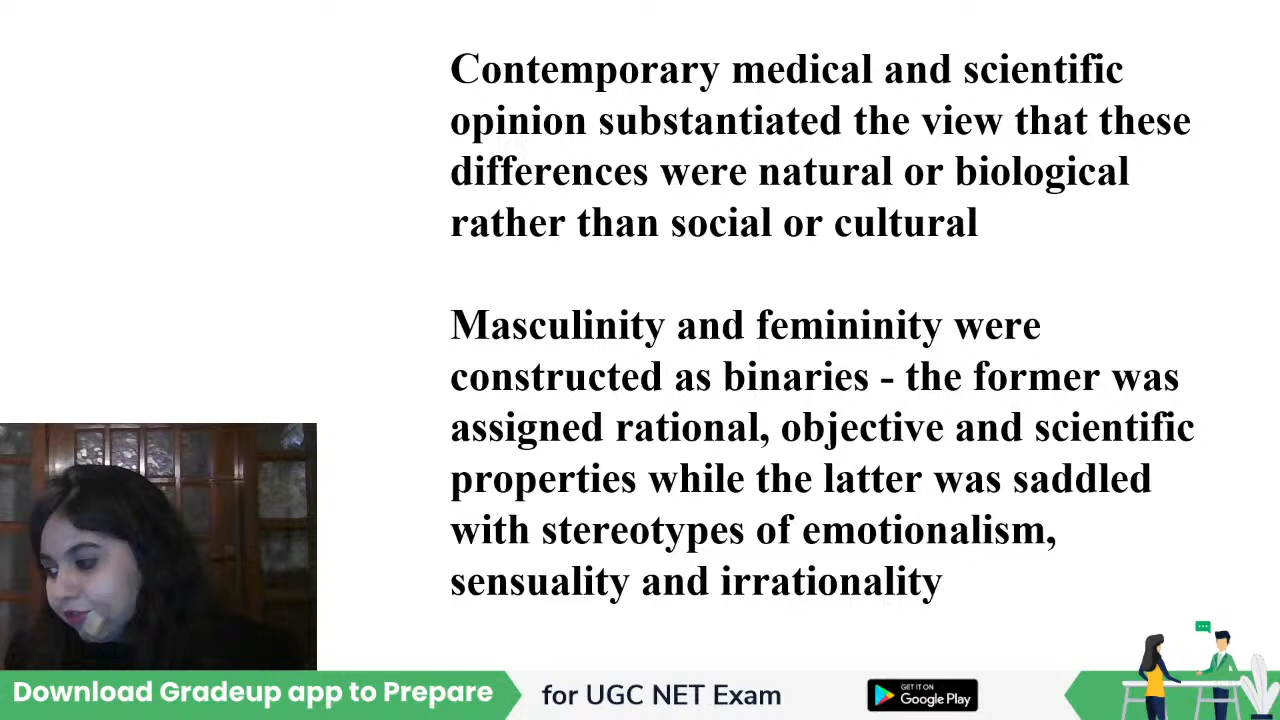 Contemporary medical and scientific
opinion substantiated the view that these
differences were natural or biological
rather than social or cultural
Masculinity and femininity were
constructed as binaries - the former was
assigned rational, objective and scientific
properties while the latter was saddled
with stereotypes of emotionalism,
sensuality and irrationality
Download Gradeup app to Prepare for UGC NET Exam
GET IT ON
Google Play